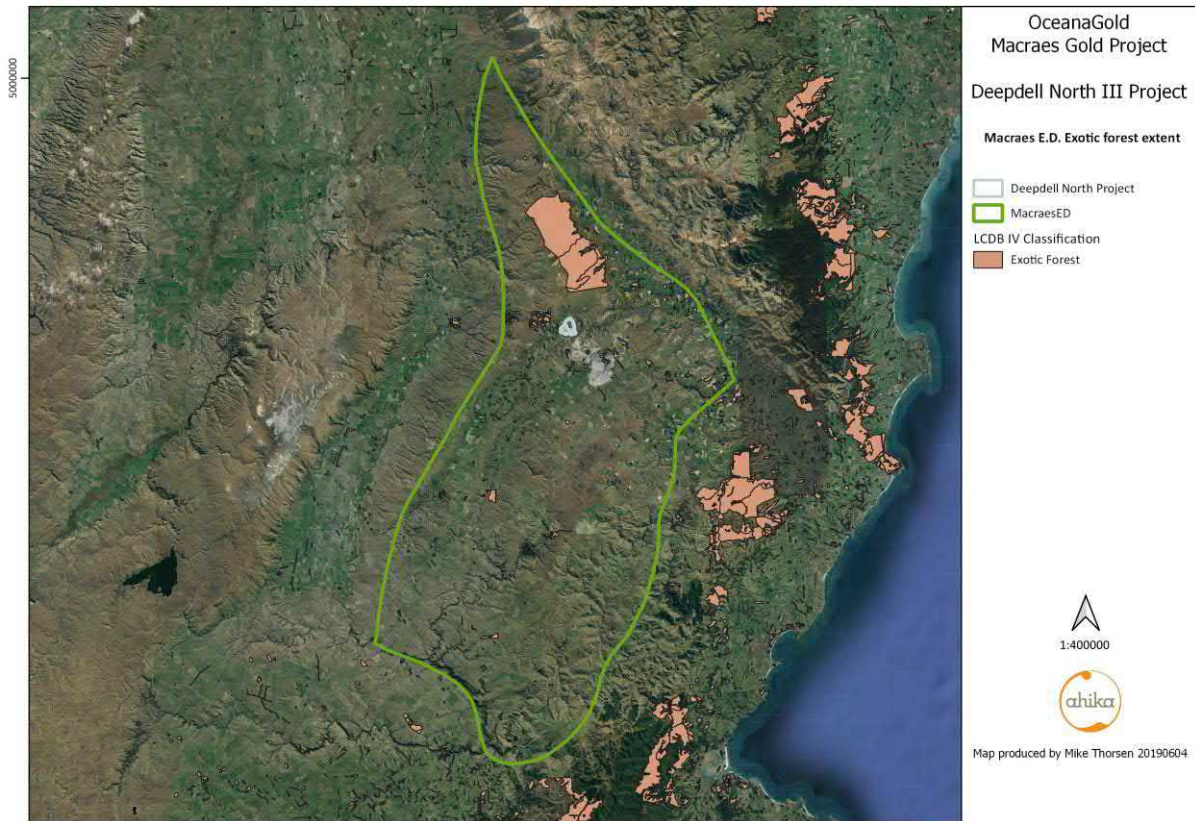 5000000
OceanaGold
Macraes Gold Project
Deepdell North III Project
Macraes E.D. Exotic forest extent
Deepdell North Project
MacraesED
LCDB IV Classification
Exotic Forest
1:400000
ahika
Map produced by Mike Thorsen 20190604